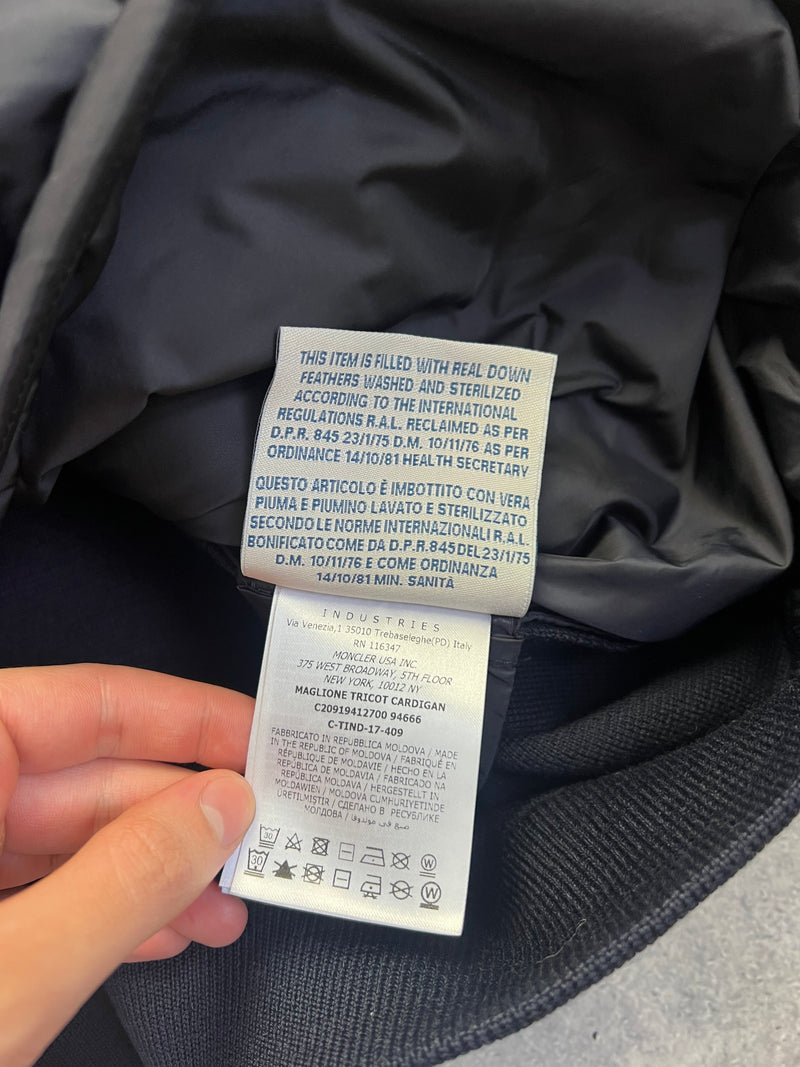 THIS ITEM IS FILLED WITH REAL DOWN
FEATHERS WASHED AND STERILIZED
ACCORDING TO THE INTERNATIONAL
REGULATIONS R.A.L. RECLAIMED AS PER
D.P.R. 845 23/1/75 D.M. 10/11/76 AS PER
ORDINANCE 14/10/81 HEALTH SECRETARY
QUESTO ARTICOLO È IMBOTTITO CON VERA
PIUMA E PIUMINO LAVATO E STERILIZZATO
SECONDO LE NORME INTERNAZIONALI R.A.L.
BONIFICATO COME DA D.P.R. 845 DEL 23/1/75
D.M. 10/11/76 E COME ORDINANZA
14/10/81 MIN. SANITÀ
INDUSTRIES
Via Venezia,1 35010 Trebaseleghe(PD) Italy
RN 116347
MONCLER USA INC
375 WEST BROADWAY, 5TH FLOOR
NEW YORK, 10012 NY
MAGLIONE TRICOT CARDIGAN
C20919412700 94666
C-TIND-17-409
FABBRICATO IN REPUBBLICA MOLDOVA / MADE
IN THE REPUBLIC OF MOLDOVA / FABRIQUÉ EN
RÉPUBLIQUE DE MOLDAVIE / HECHO EN LA
REPÚBLICA DE MOLDAVIA / FABRICADO NA
REPÚBLICA MOLDAVA / HERGESTELLT IN
MOLDAWIEN / MOLDOVA CUMHURIYETINDE
ÜRETILMIŞTIR / СДЕЛАНО В РЕСПУБЛИКЕ
МОЛДОВА / صنع في مولدوفا
30
W
30
W